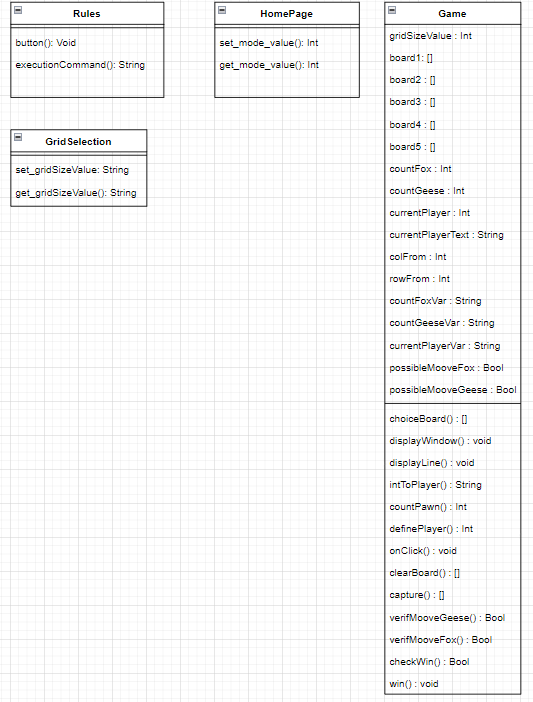 Rules
button(): Void
executionCommand(): String
HomePage
set_mode_value(): Int
get_mode_value(): Int
GridSelection
set_gridSizeValue: String
get_gridSizeValue(): String
Game
gridSizeValue : Int
board1: []
board2 : []
board3 : []
board4 : []
board5 : []
countFox : Int
countGeese : Int
currentPlayer : Int
currentPlayerText : String
colFrom : Int
rowFrom : Int
countFoxVar : String
countGeeseVar : String
currentPlayerVar : String
possibleMooveFox : Bool
possibleMooveGeese : Bool
choiceBoard() : []
displayWindow() : void
displayLine() : void
intToPlayer() : String
countPawn() : Int
definePlayer() : Int
onClick() : void
clearBoard() : []
capture() : []
verifMooveGeese() : Bool
verifMooveFox() : Bool
checkWin() : Bool
win() : void